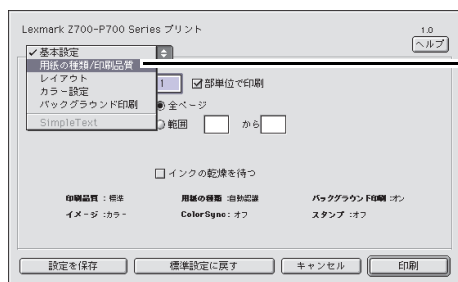 Lexmark Z700-P700 Series プリント
1.0
ヘルプ
✓基本設定
用紙の種類/印刷品質
レイアウト
カラー設定
バックグラウンド印刷
SimpleText
1
部単位で印刷
全ページ
範囲 から
インクの乾燥を待つ
印刷品質 : 標準 用紙の種類 :自動認識 バックグラウンド印刷 :オン
イメージ :カラー ColorSync: オフ スタンプ :オフ
設定を保存 標準設定に戻す キャンセル 印刷